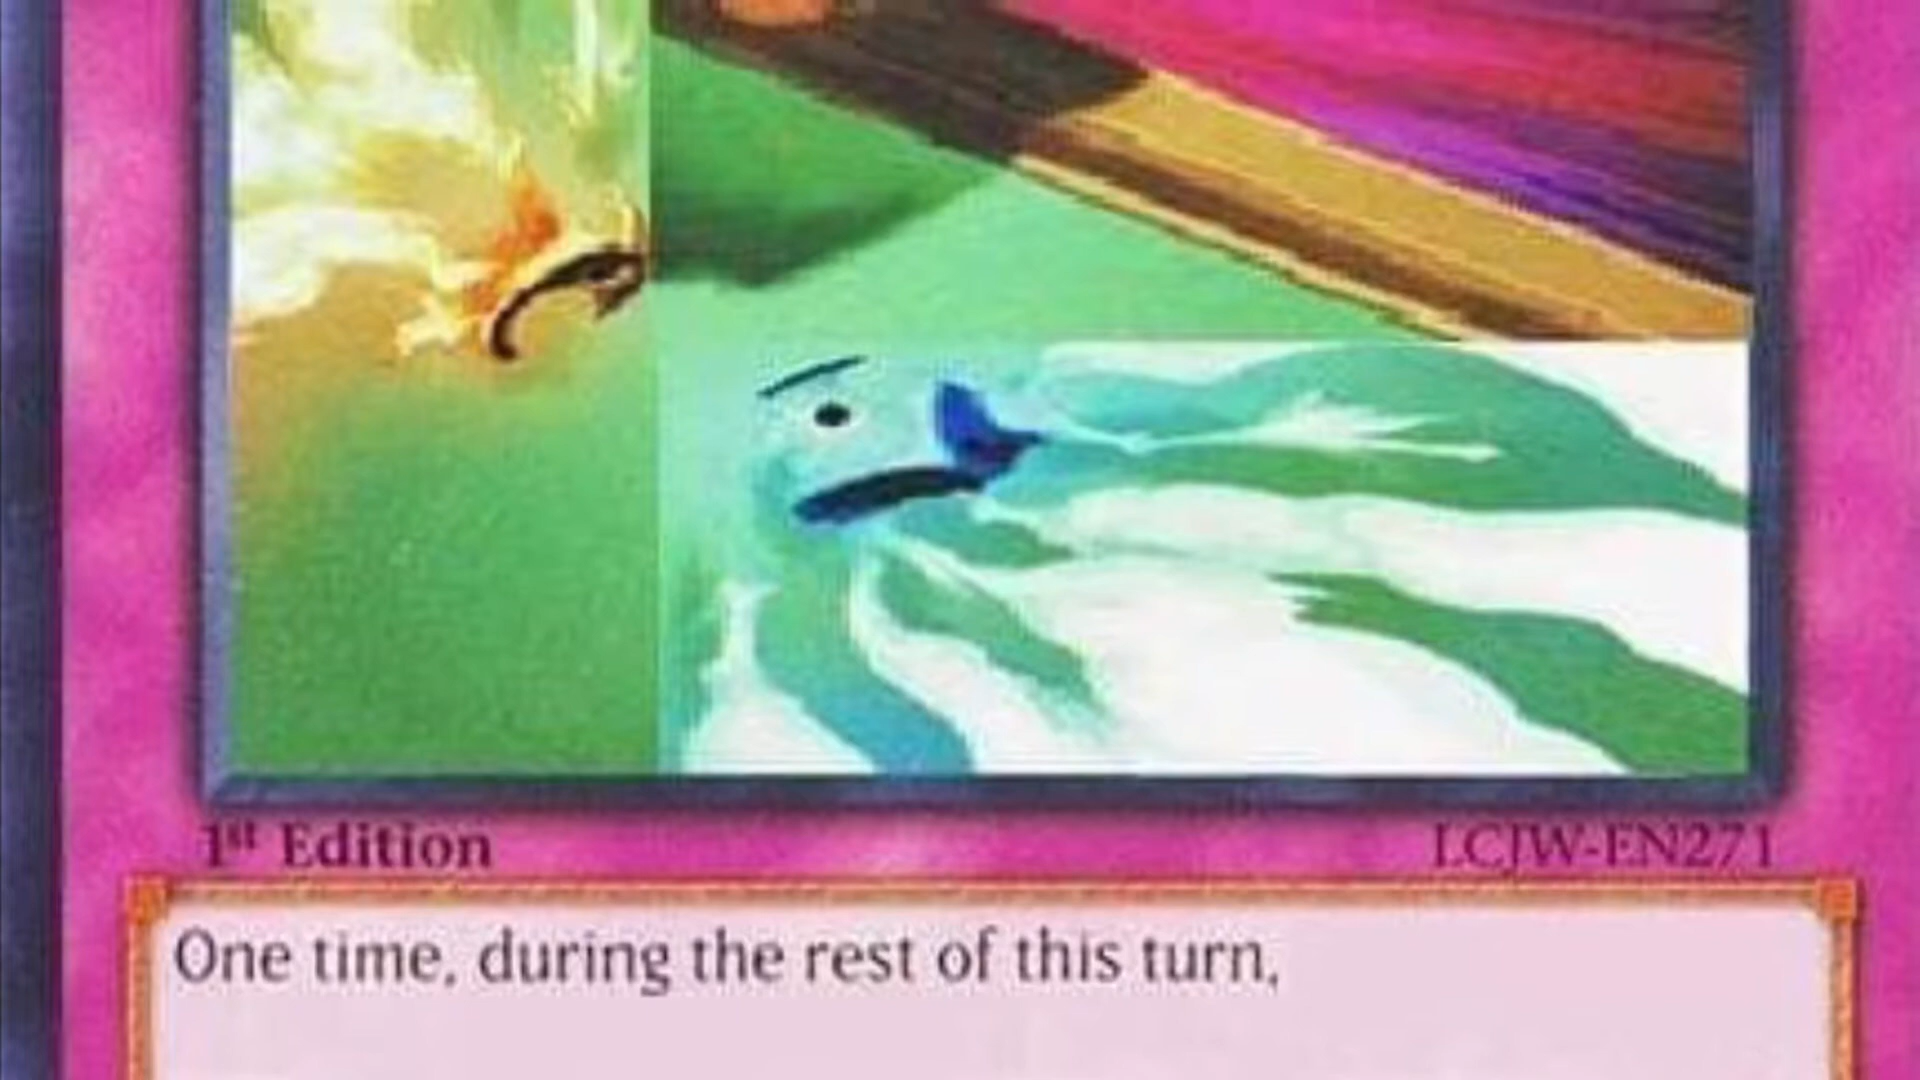 1st Edition LCJW-EN271
One time, during the rest of this turn,